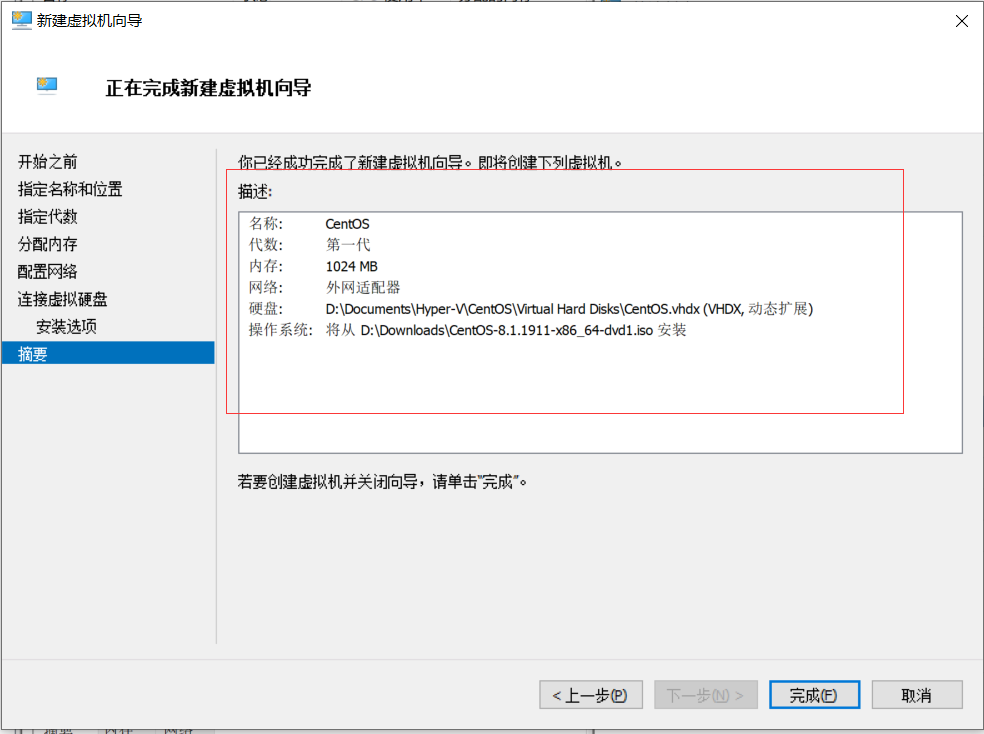 新建虚拟机向导
正在完成新建虚拟机向导
开始之前
指定名称和位置
指定代数
分配内存
配置网络
连接虚拟硬盘
安装选项
摘要
你已经成功完成了新建虚拟机向导。即将创建下列虚拟机。
描述:
名称: CentOS
代数: 第一代
内存: 1024 MB
网络: 外网适配器
硬盘: D:\Documents\Hyper-V\CentOS\Virtual Hard Disks\CentOS.vhdx (VHDX, 动态扩展)
操作系统: 将从 D:\Downloads\CentOS-8.1.1911-x86_64-dvd1.iso 安装
若要创建虚拟机并关闭向导，请单击“完成”。
< 上一步(P) 下一步(N) > 完成(F) 取消